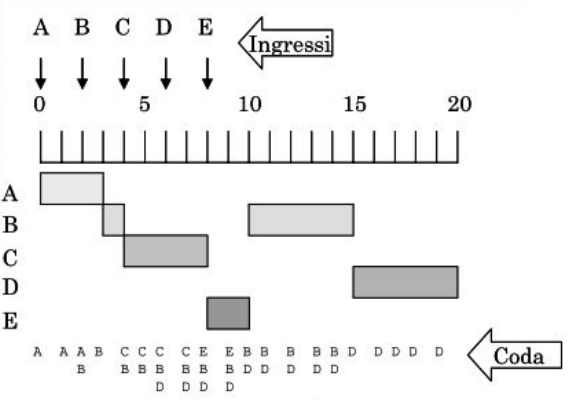 A B C D E
Ingressi
0 5 10 15 20
A
B
C
D
E
A A A B C C C C E E B B B B B D D D D D
B B B B B B B D D D D D
D D D D
Coda